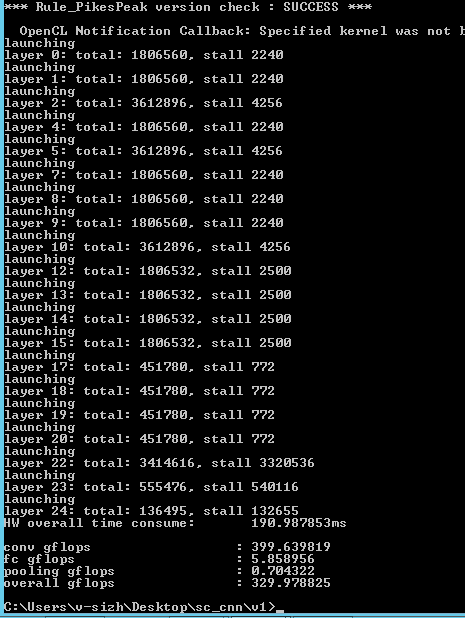 *** Rule_PikesPeak version check : SUCCESS ***
OpenCL Notification Callback: Specified kernel was not
launching
layer 0: total: 1806560, stall 2240
launching
layer 1: total: 1806560, stall 2240
launching
layer 2: total: 3612896, stall 4256
launching
layer 4: total: 1806560, stall 2240
launching
layer 5: total: 3612896, stall 4256
launching
layer 7: total: 1806560, stall 2240
launching
layer 8: total: 1806560, stall 2240
launching
layer 9: total: 1806560, stall 2240
launching
layer 10: total: 3612896, stall 4256
launching
layer 12: total: 1806532, stall 2500
launching
layer 13: total: 1806532, stall 2500
launching
layer 14: total: 1806532, stall 2500
launching
layer 15: total: 1806532, stall 2500
launching
layer 17: total: 451780, stall 772
launching
layer 18: total: 451780, stall 772
launching
layer 19: total: 451780, stall 772
launching
layer 20: total: 451780, stall 772
launching
layer 22: total: 3414616, stall 3320536
launching
layer 23: total: 555476, stall 540116
launching
layer 24: total: 136495, stall 132655
HW overall time consume: 190.987853ms
conv gflops : 399.639819
fc gflops : 5.858956
pooling gflops : 0.704322
overall gflops : 329.978825
C:\Users\v-sizh\Desktop\sc_cnn\v1>_